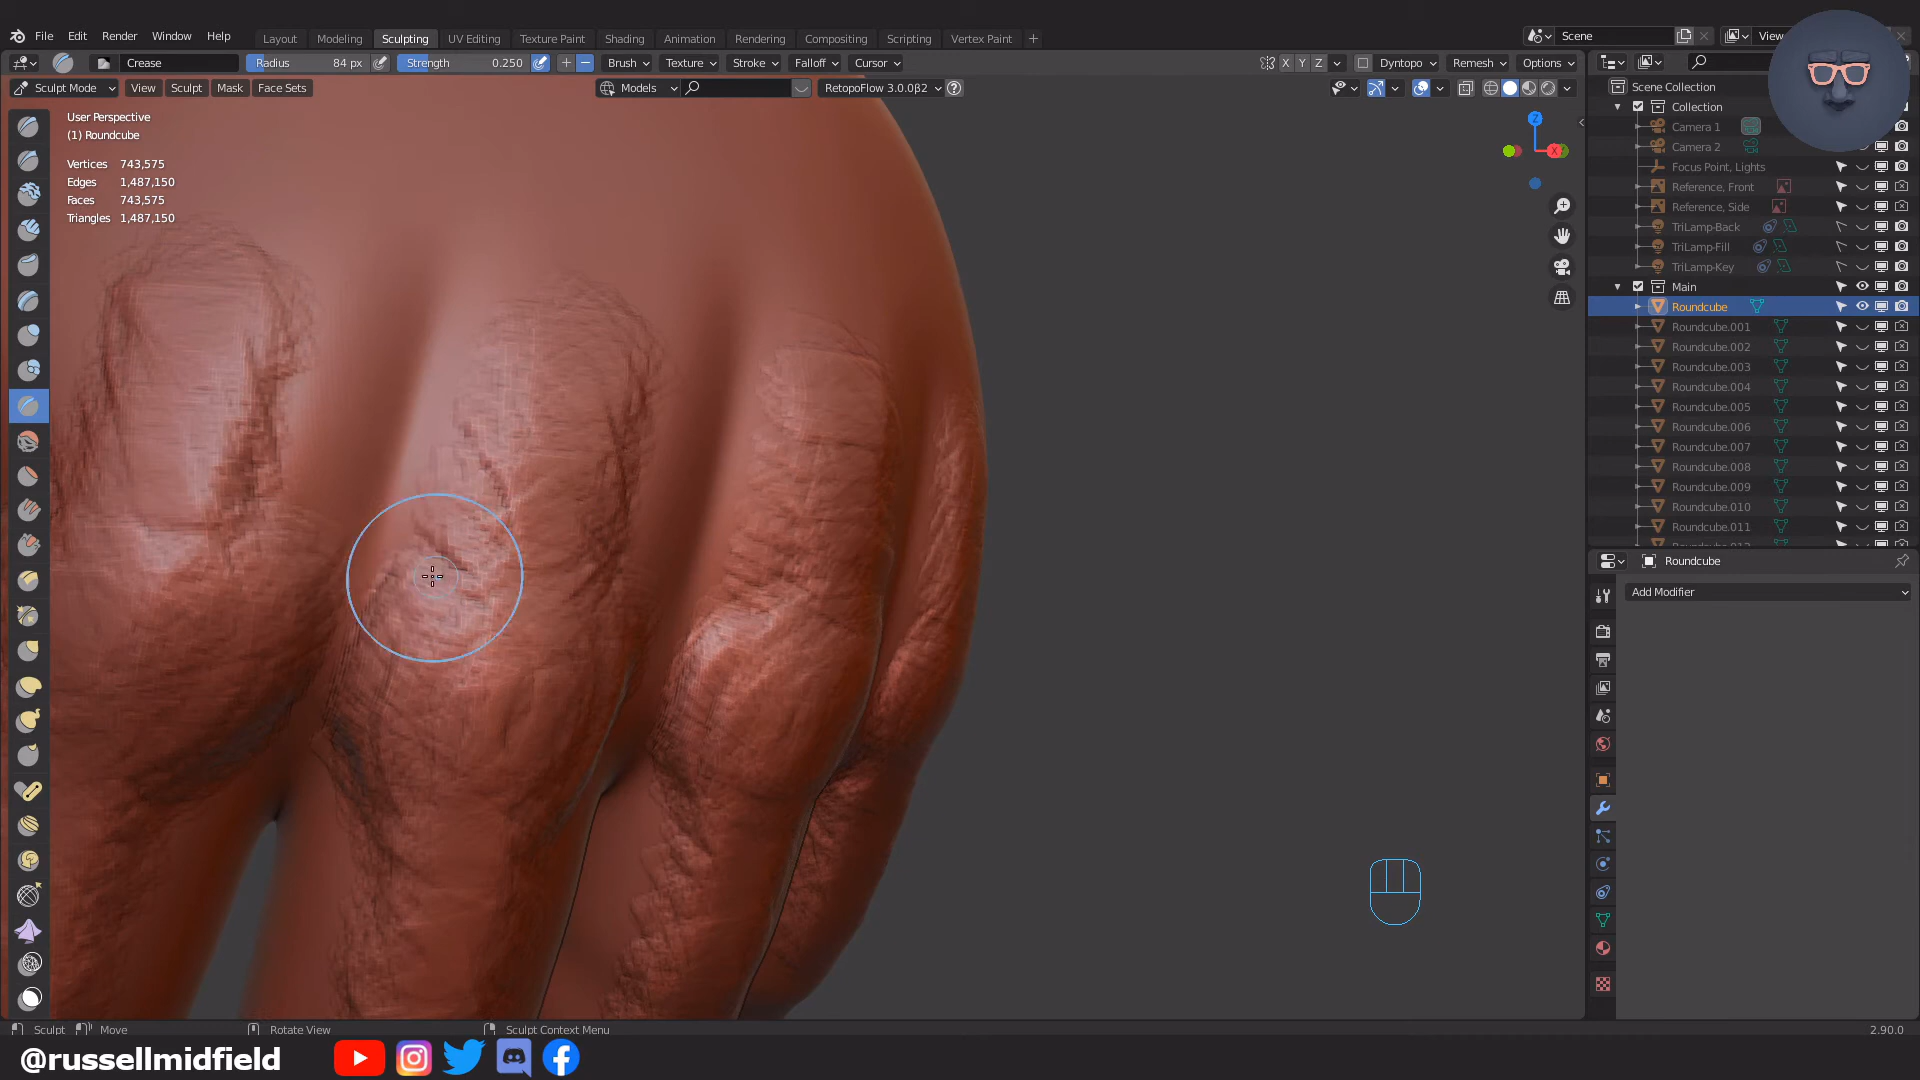 File Edit Render Window Help Layout Modeling Sculpting UV Editing Texture Paint Shading Animation Rendering Compositing Scripting Vertex Paint + Scene
Crease Radius 84 px Strength 0.250 Brush Texture Stroke Falloff Cursor X Y Z Dyntopo Remesh Options
Sculpt Mode View Sculpt Mask Face Sets Models RetopoFlow 3.0.0β2
User Perspective
(1) Roundcube
Vertices 743,575
Edges 1,487,150
Faces 743,575
Triangles 1,487,150
Z
X
Scene Collection
Collection
Camera 1
Camera 2
Focus Point, Lights
Reference, Front
Reference, Side
TriLamp-Back
TriLamp-Fill
TriLamp-Key
Main
Roundcube
Roundcube.001
Roundcube.002
Roundcube.003
Roundcube.004
Roundcube.005
Roundcube.006
Roundcube.007
Roundcube.008
Roundcube.009
Roundcube.010
Roundcube.011
Roundcube
Add Modifier
Sculpt Move Rotate View Sculpt Context Menu 2.90.0
@russellmidfield